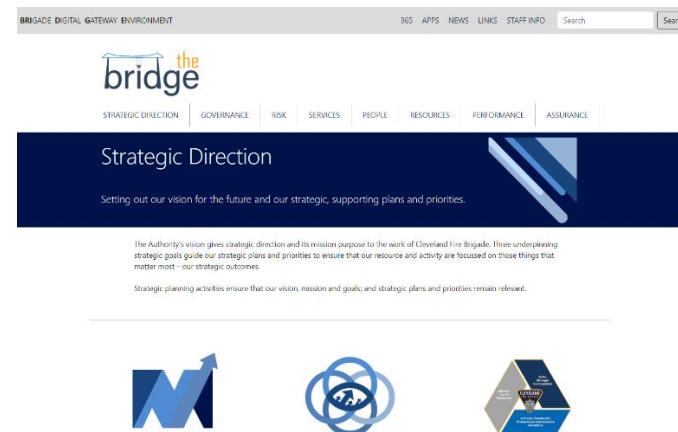 BRIGADE DIGITAL GATEWAY ENVIRONMENT
365 APPS NEWS LINKS STAFF INFO Search Sear
the
bridge
STRATEGIC DIRECTION GOVERNANCE RISK SERVICES PEOPLE RESOURCES PERFORMANCE ASSURANCE
Strategic Direction
Setting out our vision for the future and our strategic, supporting plans and priorities.
The Authority's vision gives strategic direction and its mission purpose to the work of Cleveland Fire Brigade. Three underpinning
strategic goals guide our strategic plans and priorities to ensure that our resource and activity are focussed on those things that
matter most – our strategic outcomes.
Strategic planning activities ensure that our vision, mission and goals; and strategic plans and priorities remain relevant.
CLEVELAND